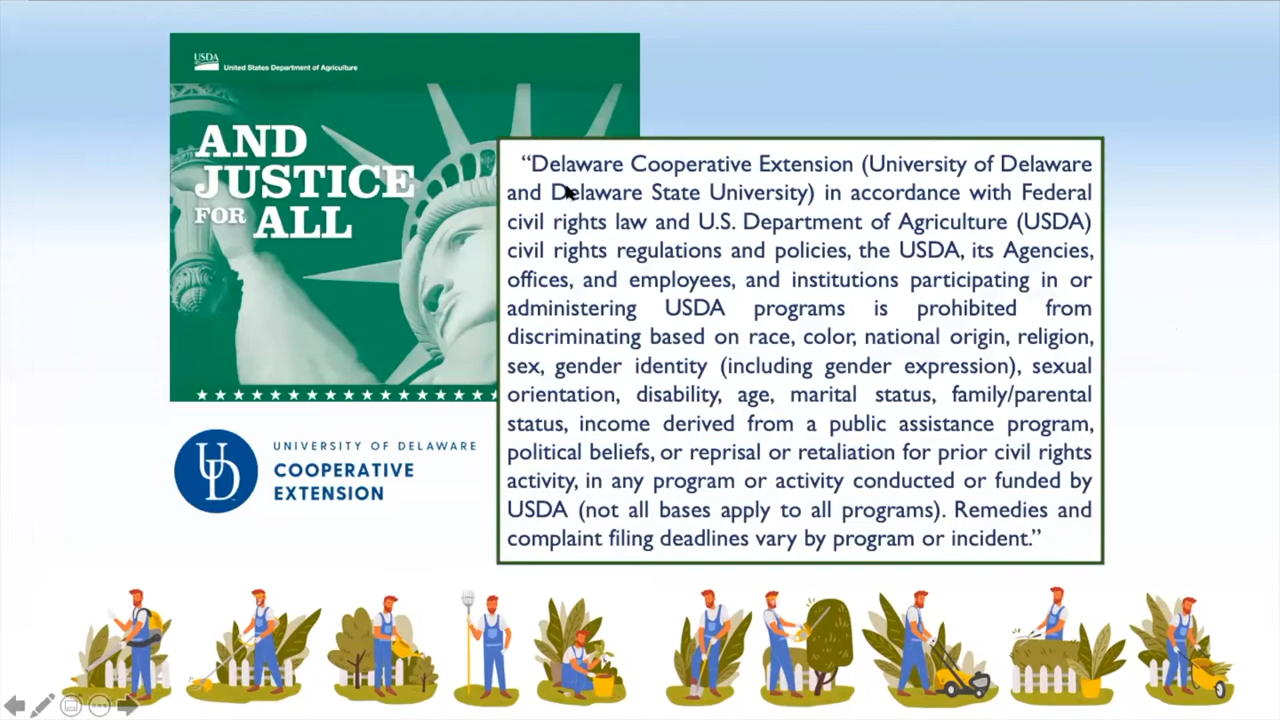 USDA
United States Department of Agriculture
AND
JUSTICE
FOR ALL
UD
UNIVERSITY OF DELAWARE
COOPERATIVE
EXTENSION
“Delaware Cooperative Extension (University of Delaware
and Delaware State University) in accordance with Federal
civil rights law and U.S. Department of Agriculture (USDA)
civil rights regulations and policies, the USDA, its Agencies,
offices, and employees, and institutions participating in or
administering USDA programs is prohibited from
discriminating based on race, color, national origin, religion,
sex, gender identity (including gender expression), sexual
orientation, disability, age, marital status, family/parental
status, income derived from a public assistance program,
political beliefs, or reprisal or retaliation for prior civil rights
activity, in any program or activity conducted or funded by
USDA (not all bases apply to all programs). Remedies and
complaint filing deadlines vary by program or incident.”